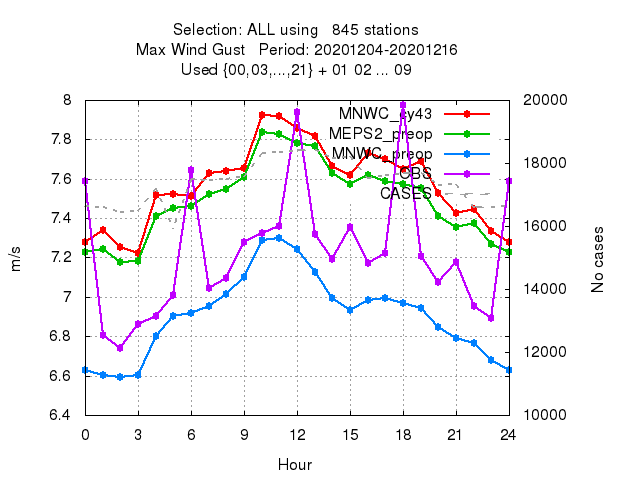 Selection: ALL using 845 stations
Max Wind Gust Period: 20201204-20201216
Used {00,03,...,21} + 01 02 ... 09
MNWC_cy43
MEPS2_preop
MNWC_preop
OBS
CASES
8
7.8
7.6
7.4
7.2
7
6.8
6.6
6.4
m/s
20000
18000
16000
14000
12000
10000
No cases
0 3 6 9 12 15 18 21 24
Hour